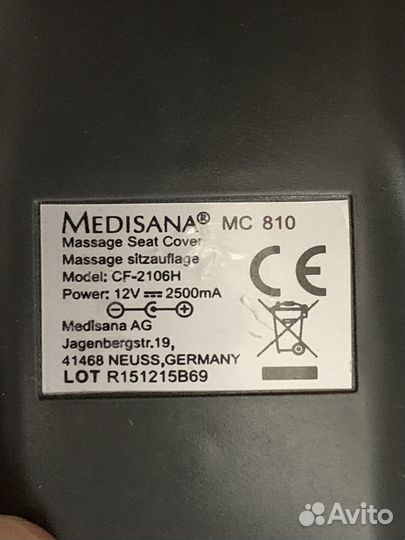 MEDISANA® MC 810
Massage Seat Cover
Massage sitzauflage
Model: CF-2106H
Power: 12V ⎓ 2500mA
Medisana AG
Jagenbergstr.19,
41468 NEUSS,GERMANY
LOT R151215B69
CE
Avito